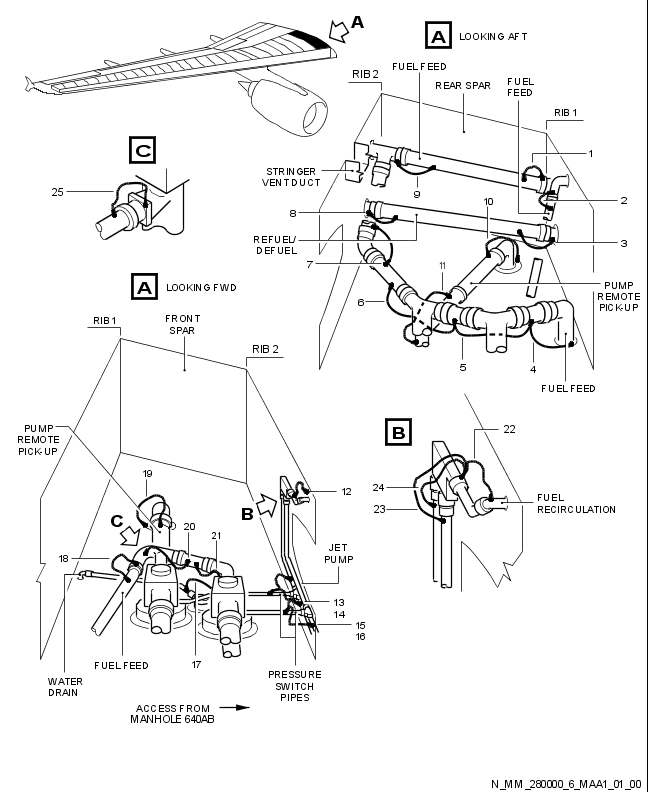 A
A LOOKING AFT
RIB 2
FUEL FEED
REAR SPAR
FUEL
FEED
RIB 1
C
STRINGER
VENT DUCT
1
25
9
2
8
10
REFUEL/
DEFUEL
3
7
11
A LOOKING FWD
6
PUMP
REMOTE
PICK-UP
RIB 1
FRONT
SPAR
RIB 2
5
4
FUEL FEED
PUMP
REMOTE
PICK-UP
B
22
19
24
23
FUEL
RECIRCULATION
12
B
C
20
21
18
JET
PUMP
13
14
15
16
FUEL FEED
17
WATER
DRAIN
PRESSURE
SWITCH
PIPES
ACCESS FROM
MANHOLE 640AB
N_MM_280000_6_MAA1_01_00